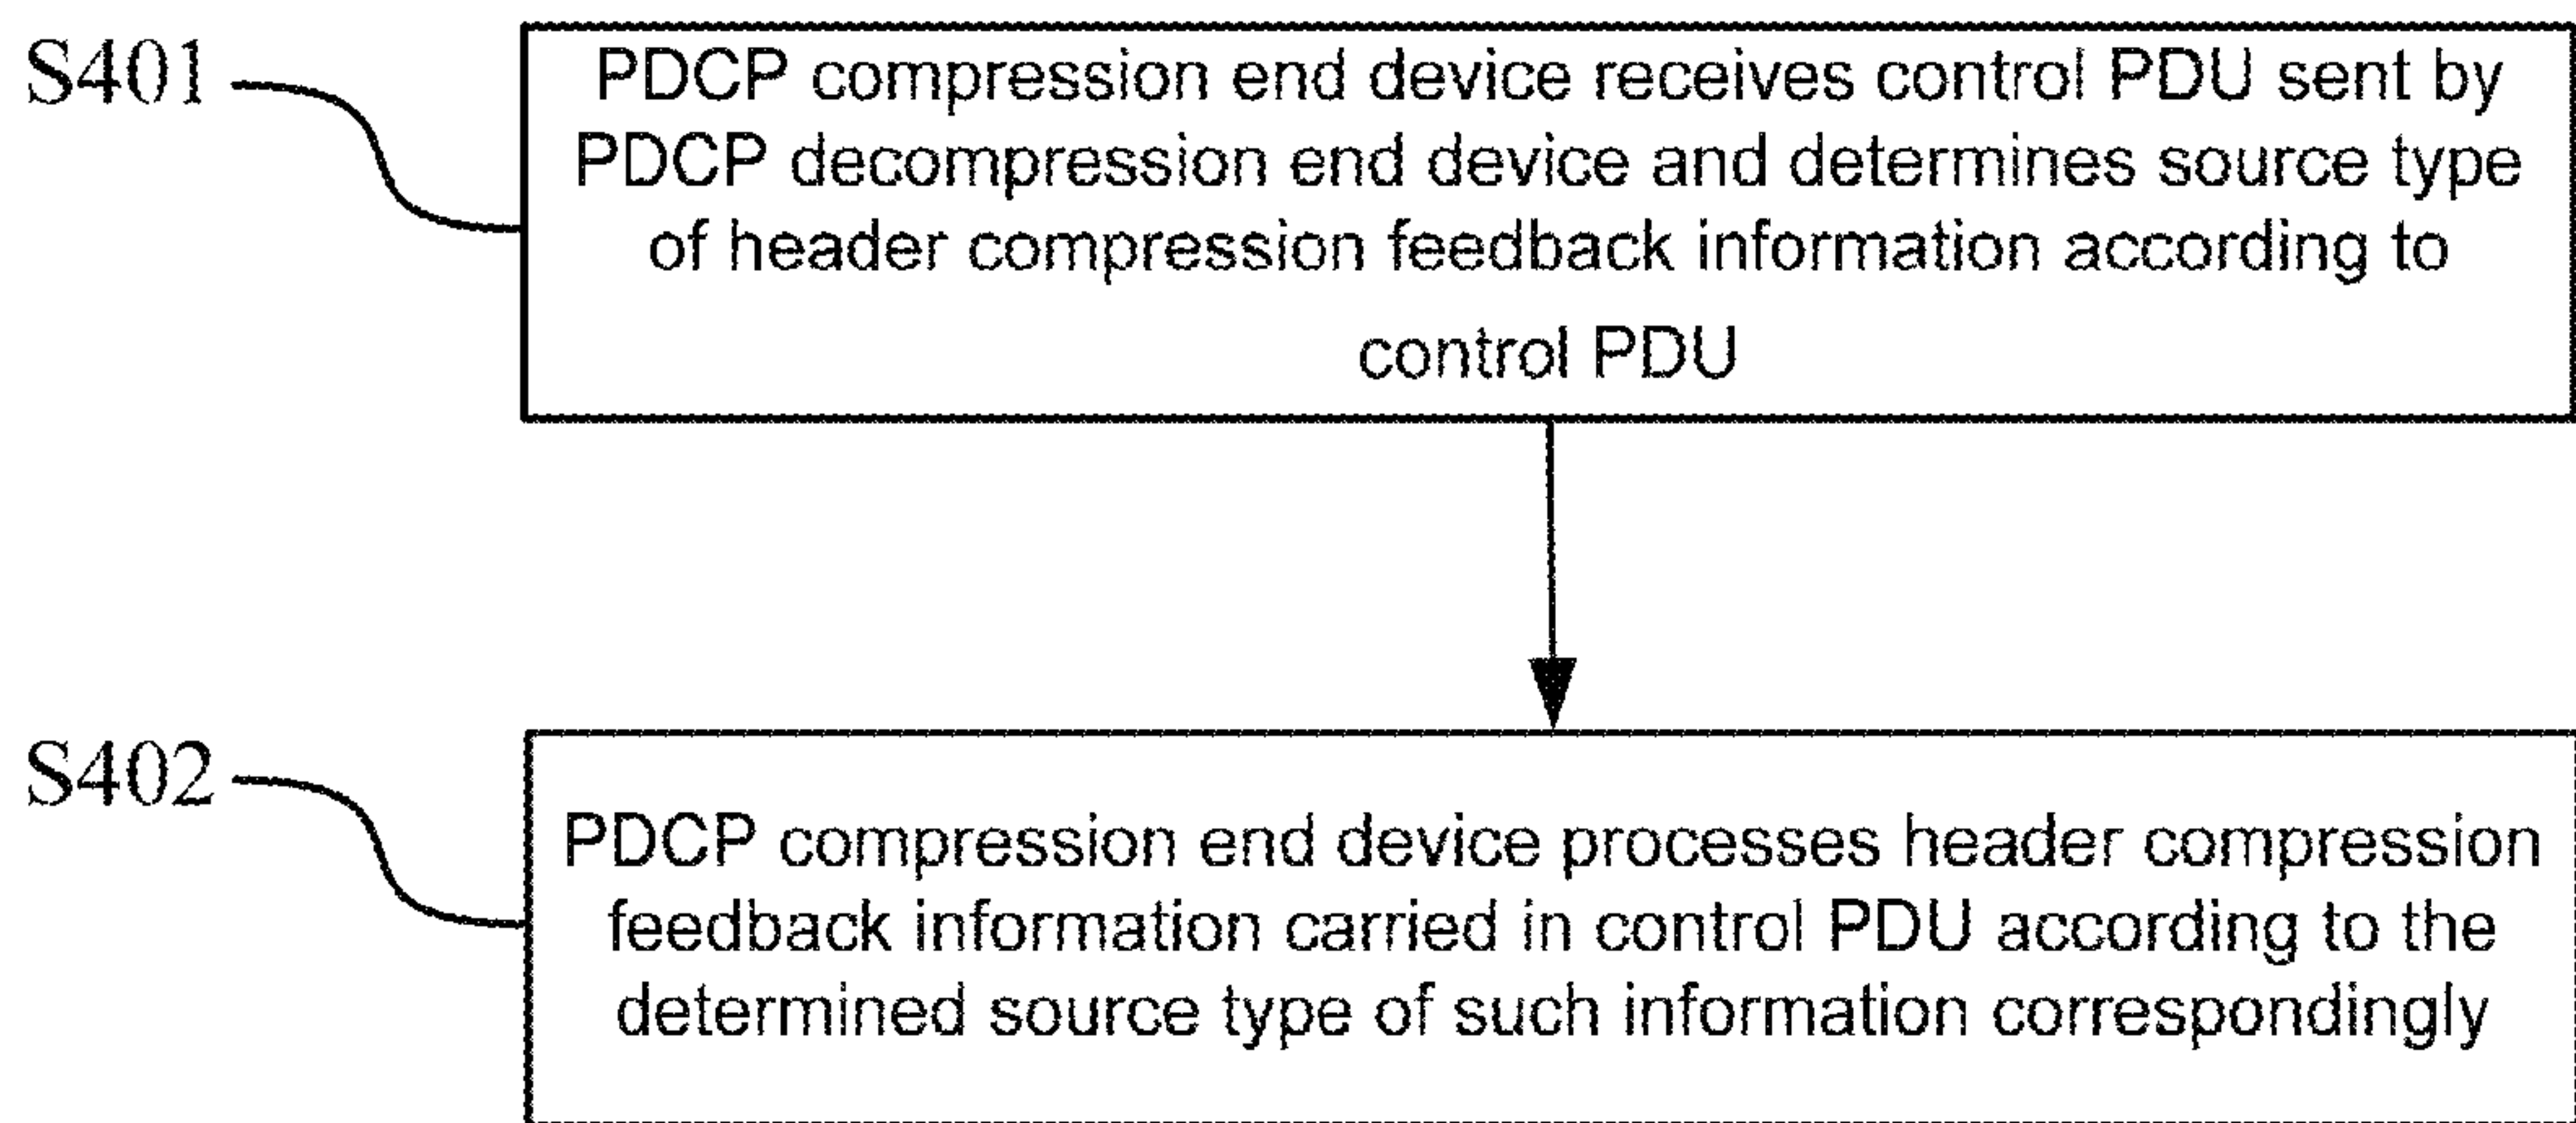 S401
PDCP compression end device receives control PDU sent by
PDCP decompression end device and determines source type
of header compression feedback information according to
control PDU
S402
PDCP compression end device processes header compression
feedback information carried in control PDU according to the
determined source type of such information correspondingly